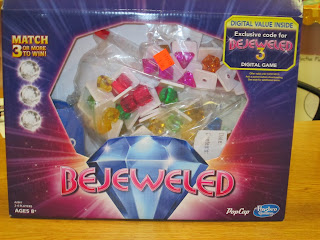 MATCH
3 OR MORE
TO WIN!
DIGITAL VALUE INSIDE
Exclusive code for
BEJEWELED
3
DIGITAL GAME
BEJEWELED
AGES 8+
PopCap
Hasbro
Gaming